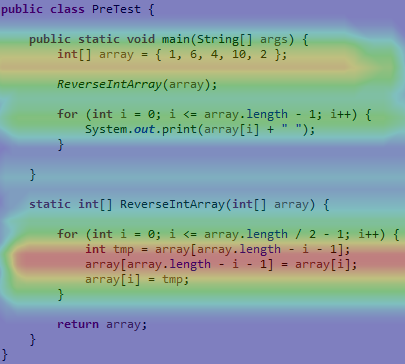 public class PreTest {
public static void main(String[] args) {
int[] array = { 1, 6, 4, 10, 2 };
ReverseIntArray(array);
for (int i = 0; i <= array.length - 1; i++) {
System.out.print(array[i] + " ");
}
}
static int[] ReverseIntArray(int[] array) {
for (int i = 0; i <= array.length / 2 - 1; i++) {
int tmp = array[array.length - i - 1];
array[array.length - i - 1] = array[i];
array[i] = tmp;
}
return array;
}
}